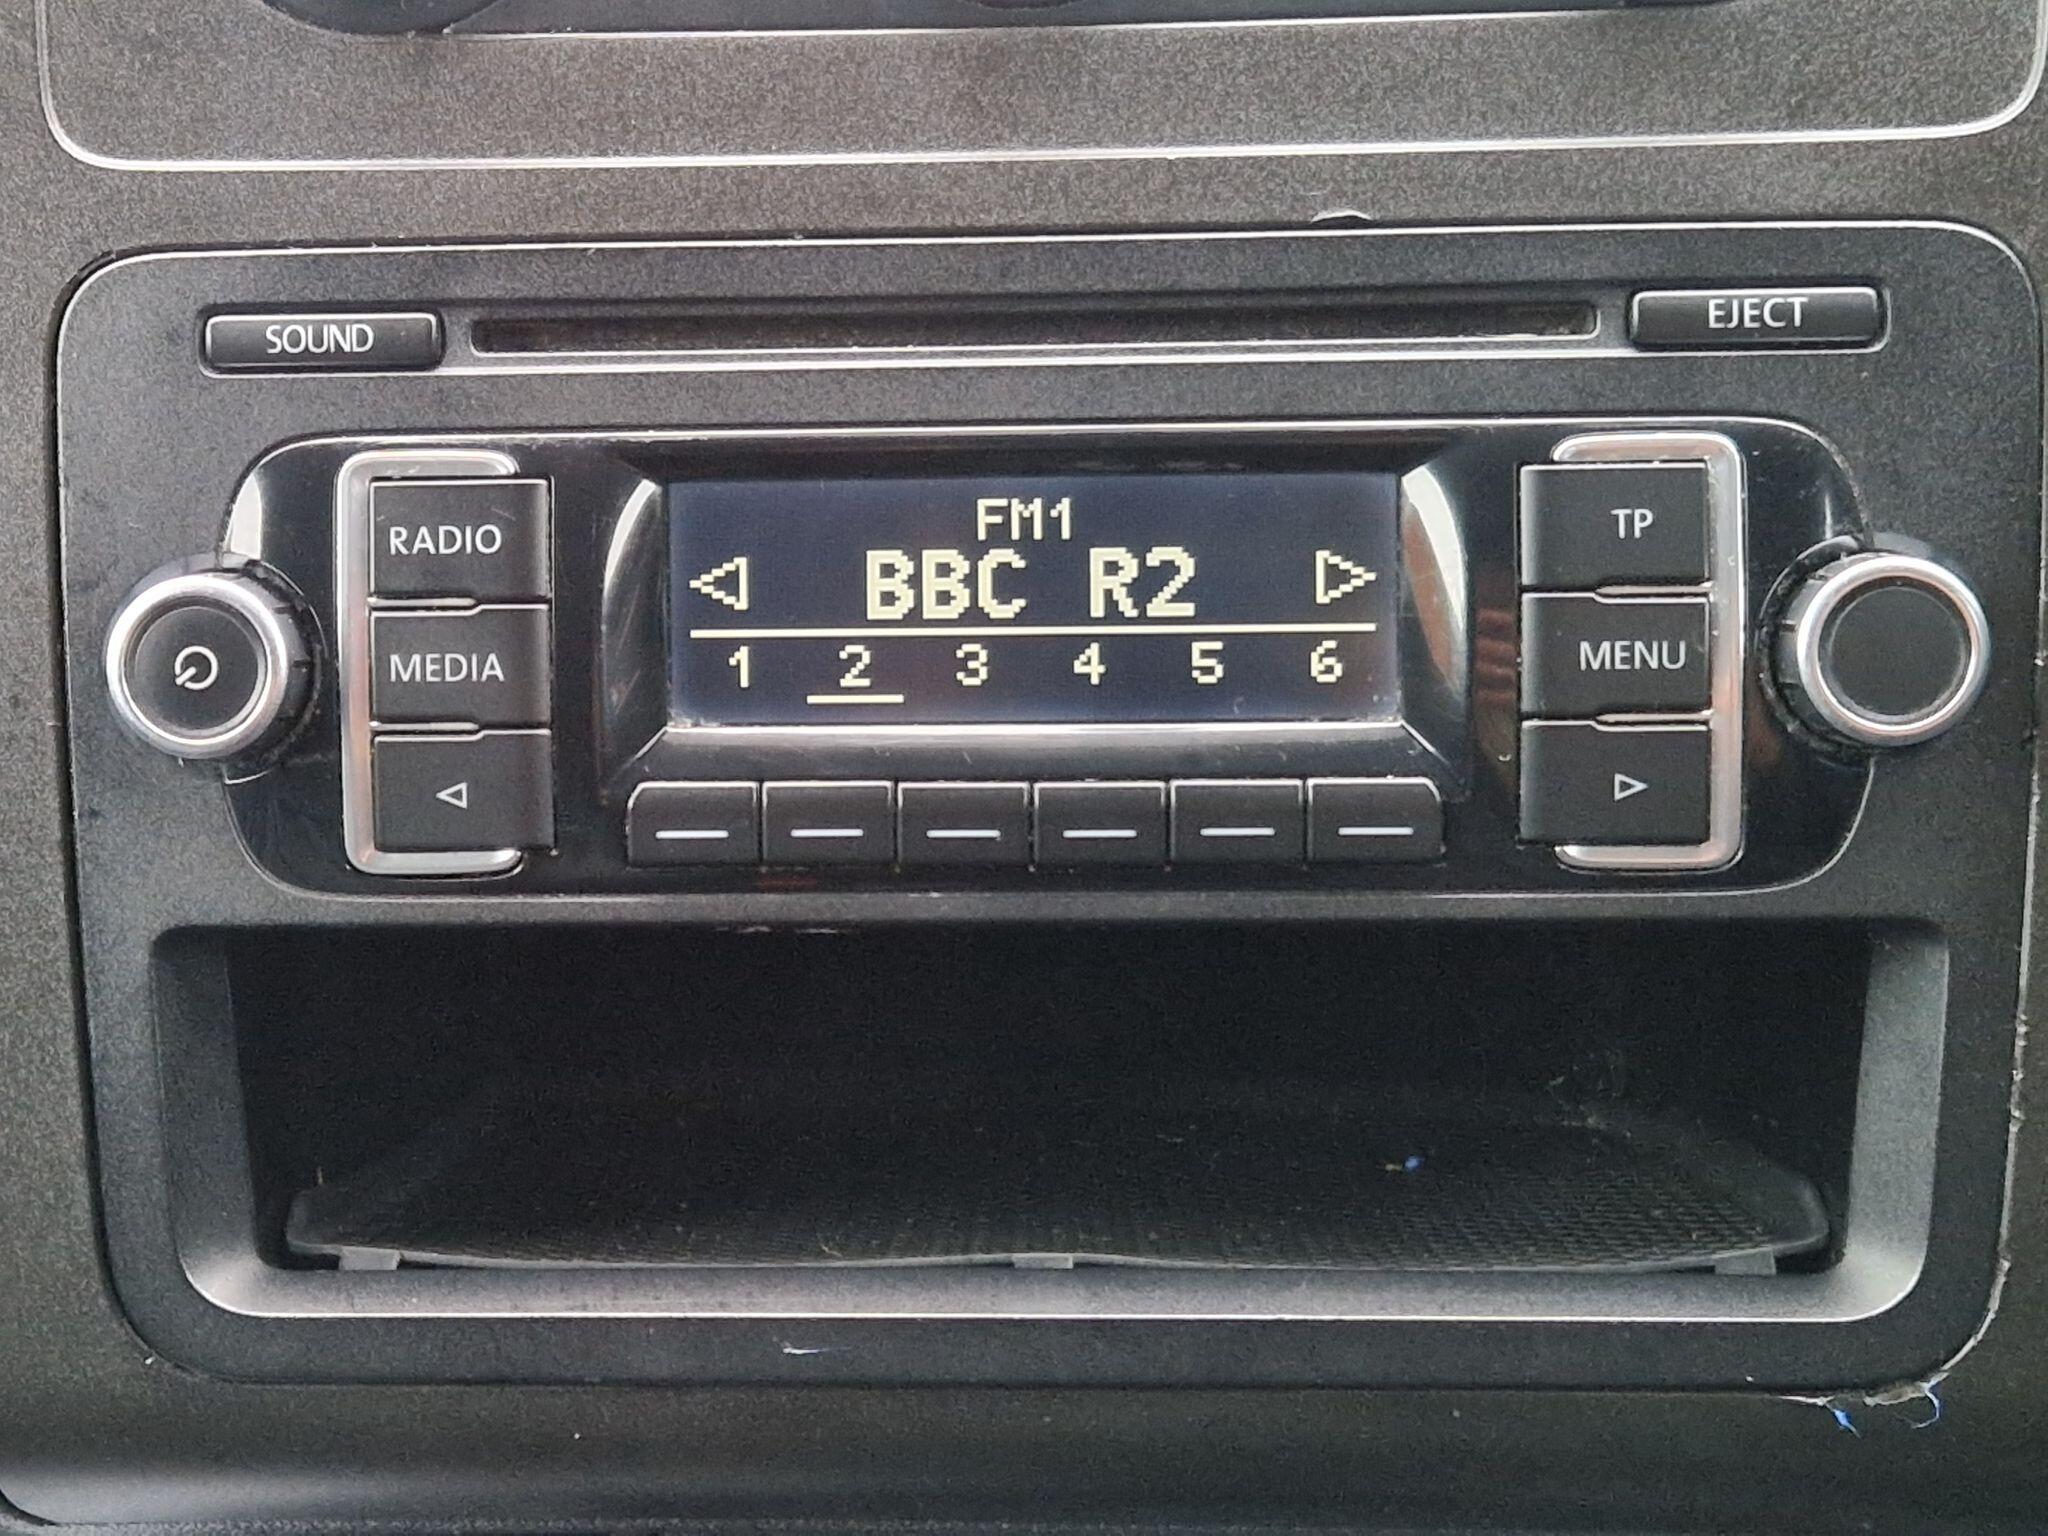 SOUND
EJECT
RADIO
MEDIA
FM1
BBC R2
1 2 3 4 5 6
TP
MENU